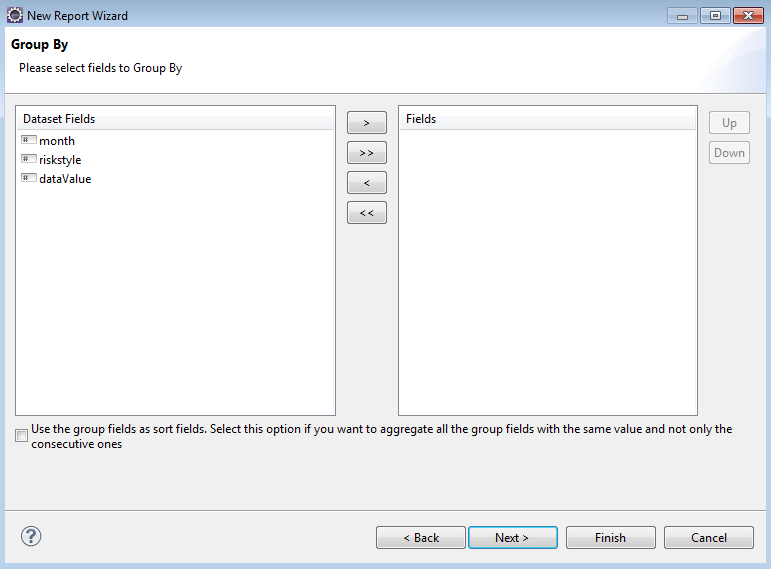 New Report Wizard
Group By
Please select fields to Group By
Dataset Fields
month
riskstyle
dataValue
>
>>
<
<<
Fields
Up
Down
Use the group fields as sort fields. Select this option if you want to aggregate all the group fields with the same value and not only the
consecutive ones
?
< Back
Next >
Finish
Cancel